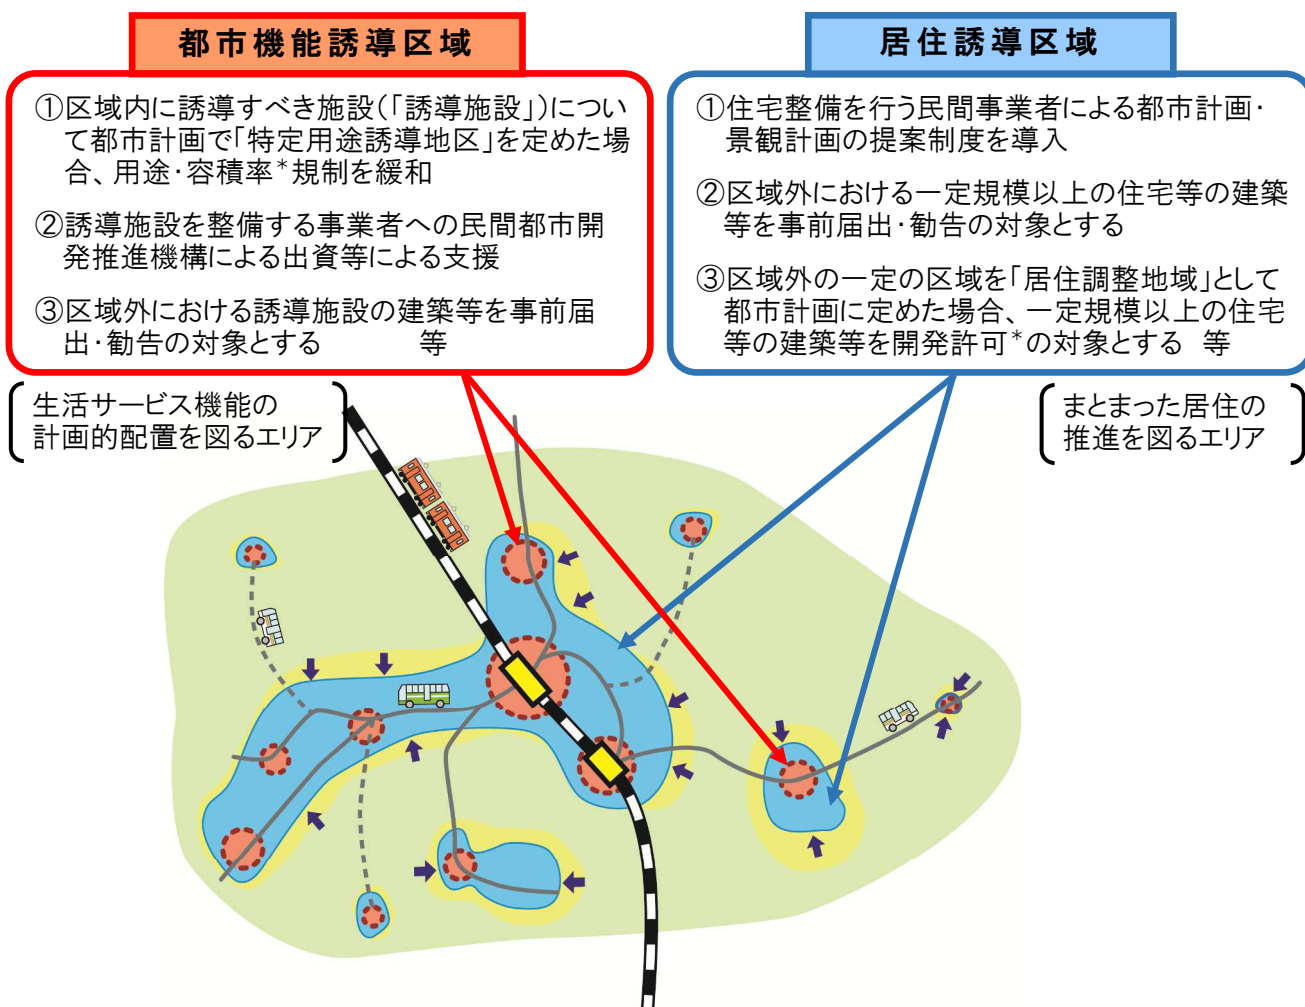 都市機能誘導区域
①区域内に誘導すべき施設(「誘導施設」)につい
て都市計画で「特定用途誘導地区」を定めた場
合、用途・容積率*規制を緩和
②誘導施設を整備する事業者への民間都市開
発推進機構による出資等による支援
③区域外における誘導施設の建築等を事前届
出・勧告の対象とする 等
生活サービス機能の
計画的配置を図るエリア
居住誘導区域
①住宅整備を行う民間事業者による都市計画・
景観計画の提案制度を導入
②区域外における一定規模以上の住宅等の建築
等を事前届出・勧告の対象とする
③区域外の一定の区域を「居住調整地域」として
都市計画に定めた場合、一定規模以上の住宅
等の建築等を開発許可*の対象とする 等
まとまった居住の
推進を図るエリア